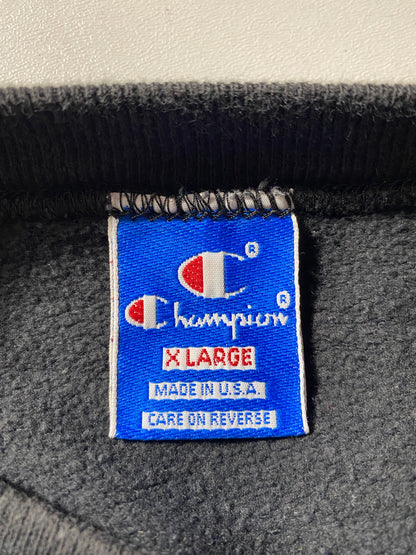 ®
Champion®
X LARGE
MADE IN U.S.A.
CARE ON REVERSE